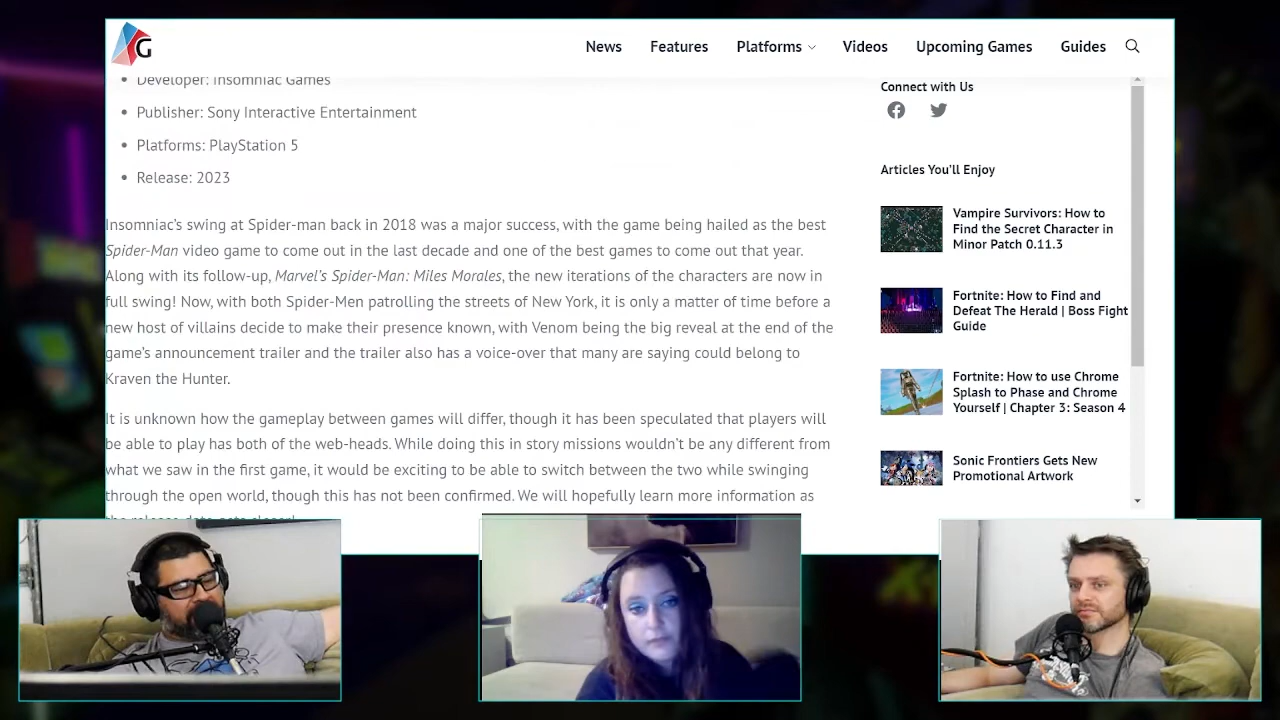 G
News
Features
Platforms
Videos
Upcoming Games
Guides
Developer: Insomniac Games
Publisher: Sony Interactive Entertainment
Platforms: PlayStation 5
Release: 2023
Insomniac's swing at Spider-man back in 2018 was a major success, with the game being hailed as the best
Spider-Man video game to come out in the last decade and one of the best games to come out that year.
Along with its follow-up, Marvel's Spider-Man: Miles Morales, the new iterations of the characters are now in
full swing! Now, with both Spider-Men patrolling the streets of New York, it is only a matter of time before a
new host of villains decide to make their presence known, with Venom being the big reveal at the end of the
game's announcement trailer and the trailer also has a voice-over that many are saying could belong to
Kraven the Hunter.
It is unknown how the gameplay between games will differ, though it has been speculated that players will
be able to play has both of the web-heads. While doing this in story missions wouldn't be any different from
what we saw in the first game, it would be exciting to be able to switch between the two while swinging
through the open world, though this has not been confirmed. We will hopefully learn more information as
Connect with Us
Articles You'll Enjoy
Vampire Survivors: How to
Find the Secret Character in
Minor Patch 0.11.3
Fortnite: How to Find and
Defeat The Herald | Boss Fight
Guide
Fortnite: How to use Chrome
Splash to Phase and Chrome
Yourself | Chapter 3: Season 4
Sonic Frontiers Gets New
Promotional Artwork